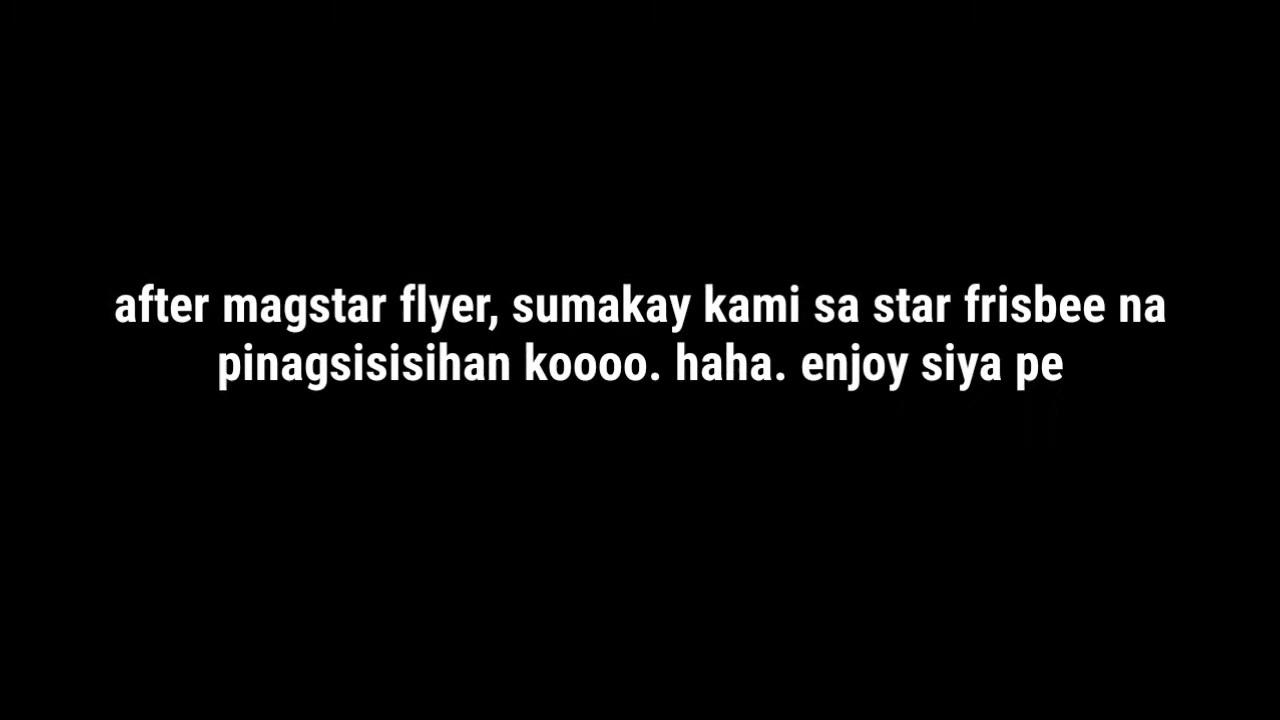 after magstar flyer, sumakay kami sa star frisbee na
pinagsisisihan koooo. haha. enjoy siya pe